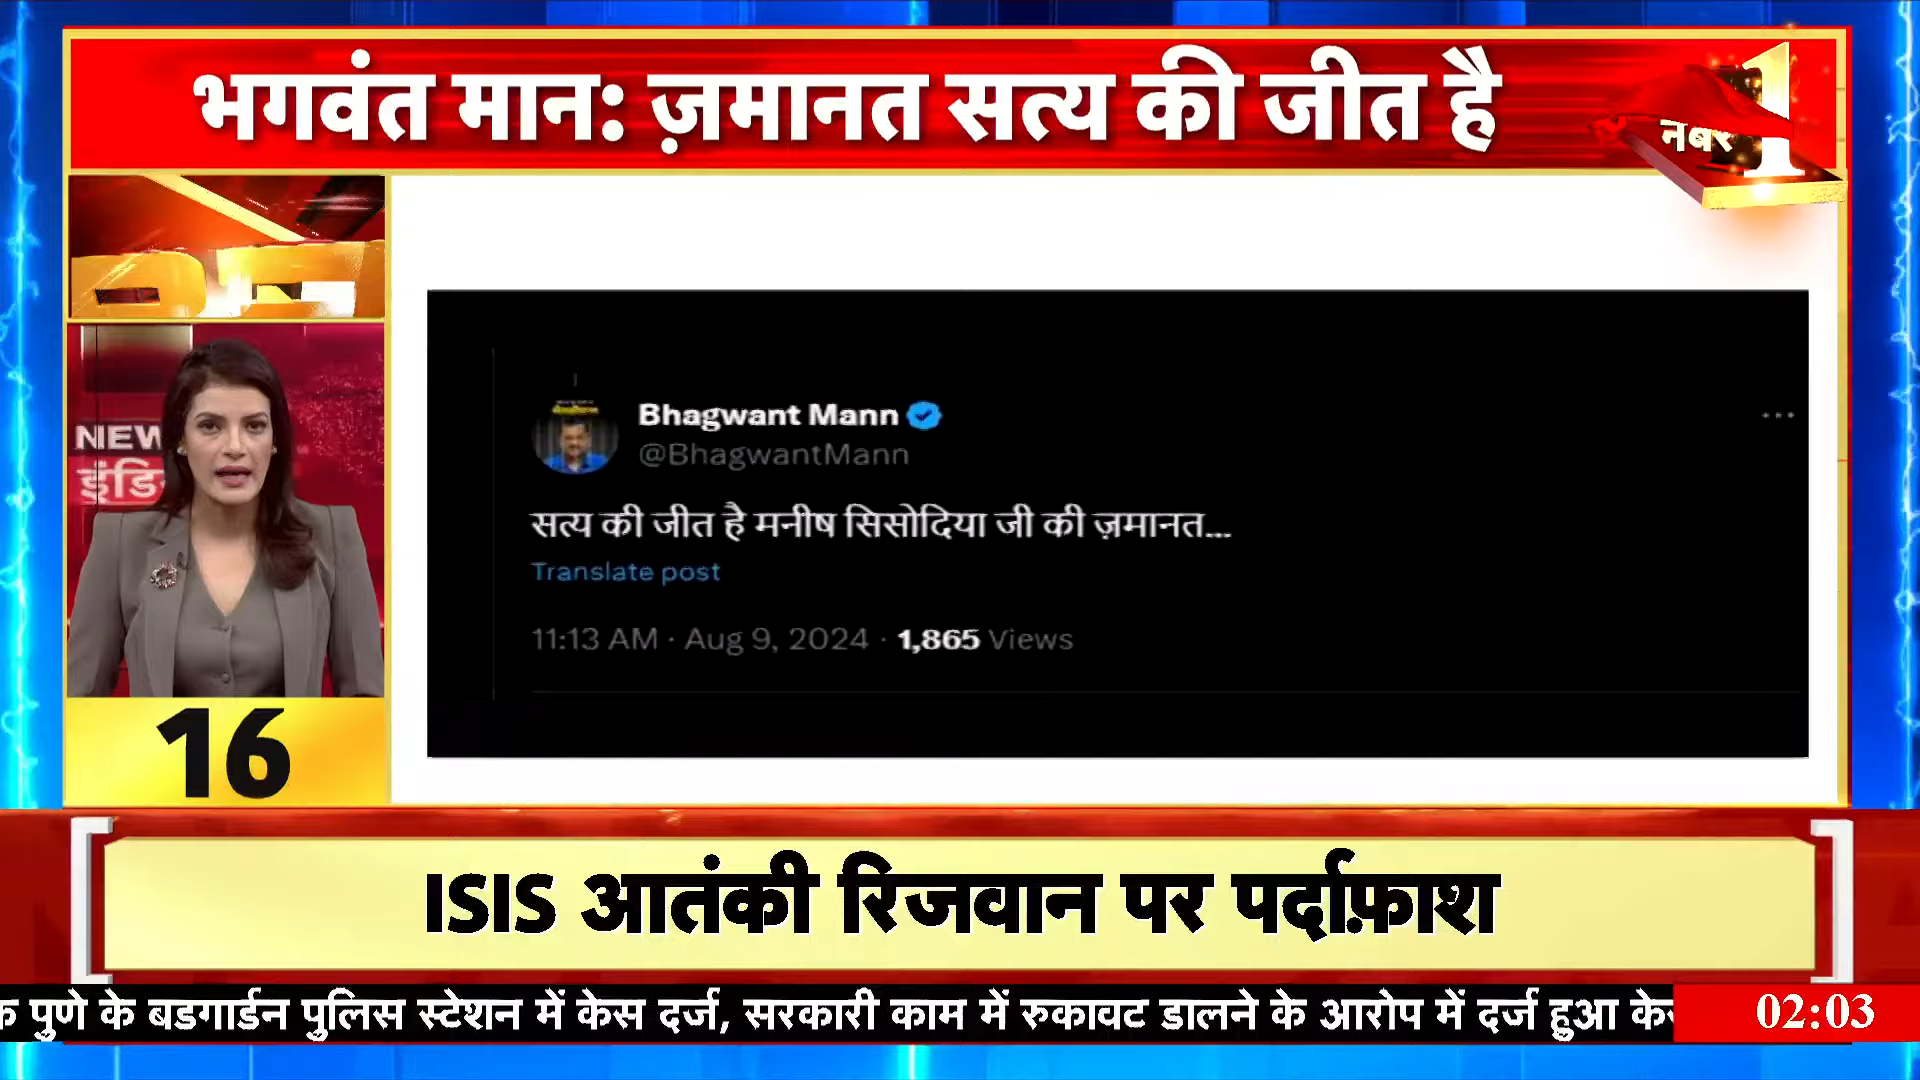 भगवंत मान: ज़मानत सत्य की जीत है
नंबर 1
NEW
इंडि
Bhagwant Mann
@BhagwantMann
सत्य की जीत है मनीष सिसोदिया जी की ज़मानत...
Translate post
11:13 AM · Aug 9, 2024 · 1,865 Views
16
ISIS आतंकी रिजवान पर पर्दाफ़ाश
पुणे के बडगार्डन पुलिस स्टेशन में केस दर्ज, सरकारी काम में रुकावट डालने के आरोप में दर्ज हुआ
02:03